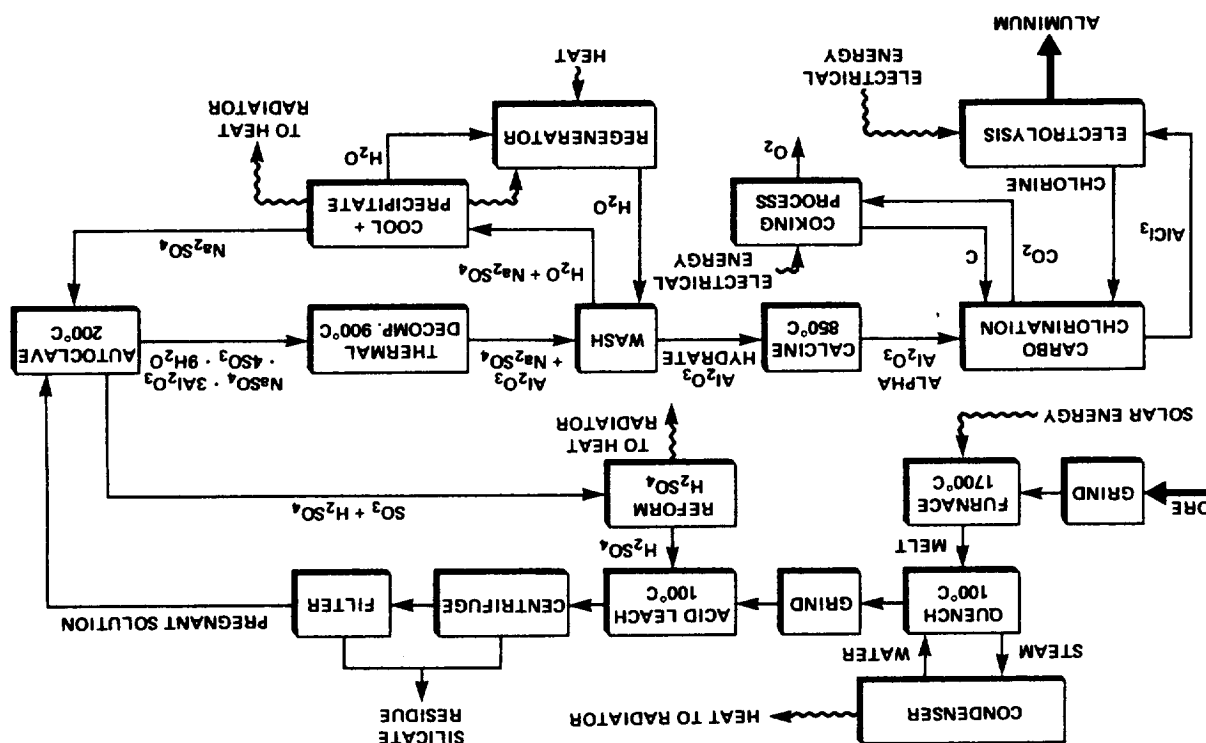 SILICATE
RESIDUE
CONDENSER
HEAT TO RADIATOR
STEAM
WATER
QUENCH
100°C
GRIND
ACID LEACH
100°C
CENTRIFUGE
FILTER
PREGNANT SOLUTION
MELT
H₂SO₄
ORE
GRIND
FURNACE
1700°C
REFORM
H₂SO₄
SO₃ + H₂SO₄
SOLAR ENERGY
TO HEAT
RADIATOR
CARBO
CHLORINATION
ALPHA
Al₂O₃
CALCINE
850°C
Al₂O₃
HYDRATE
WASH
Al₂O₃
+ Na₂SO₄
THERMAL
DECOMP. 900°C
NaSO₄ · 3Al₂O₃
· 4SO₃ · 9H₂O
AUTOCLAVE
200°C
AlCl₃
CO₂
C
ELECTRICAL
ENERGY
H₂O + Na₂SO₄
Na₂SO₄
CHLORINE
COKING
PROCESS
H₂O
COOL +
PRECIPITATE
ELECTROLYSIS
O₂
REGENERATOR
H₂O
TO HEAT
RADIATOR
ELECTRICAL
ENERGY
HEAT
ALUMINUM